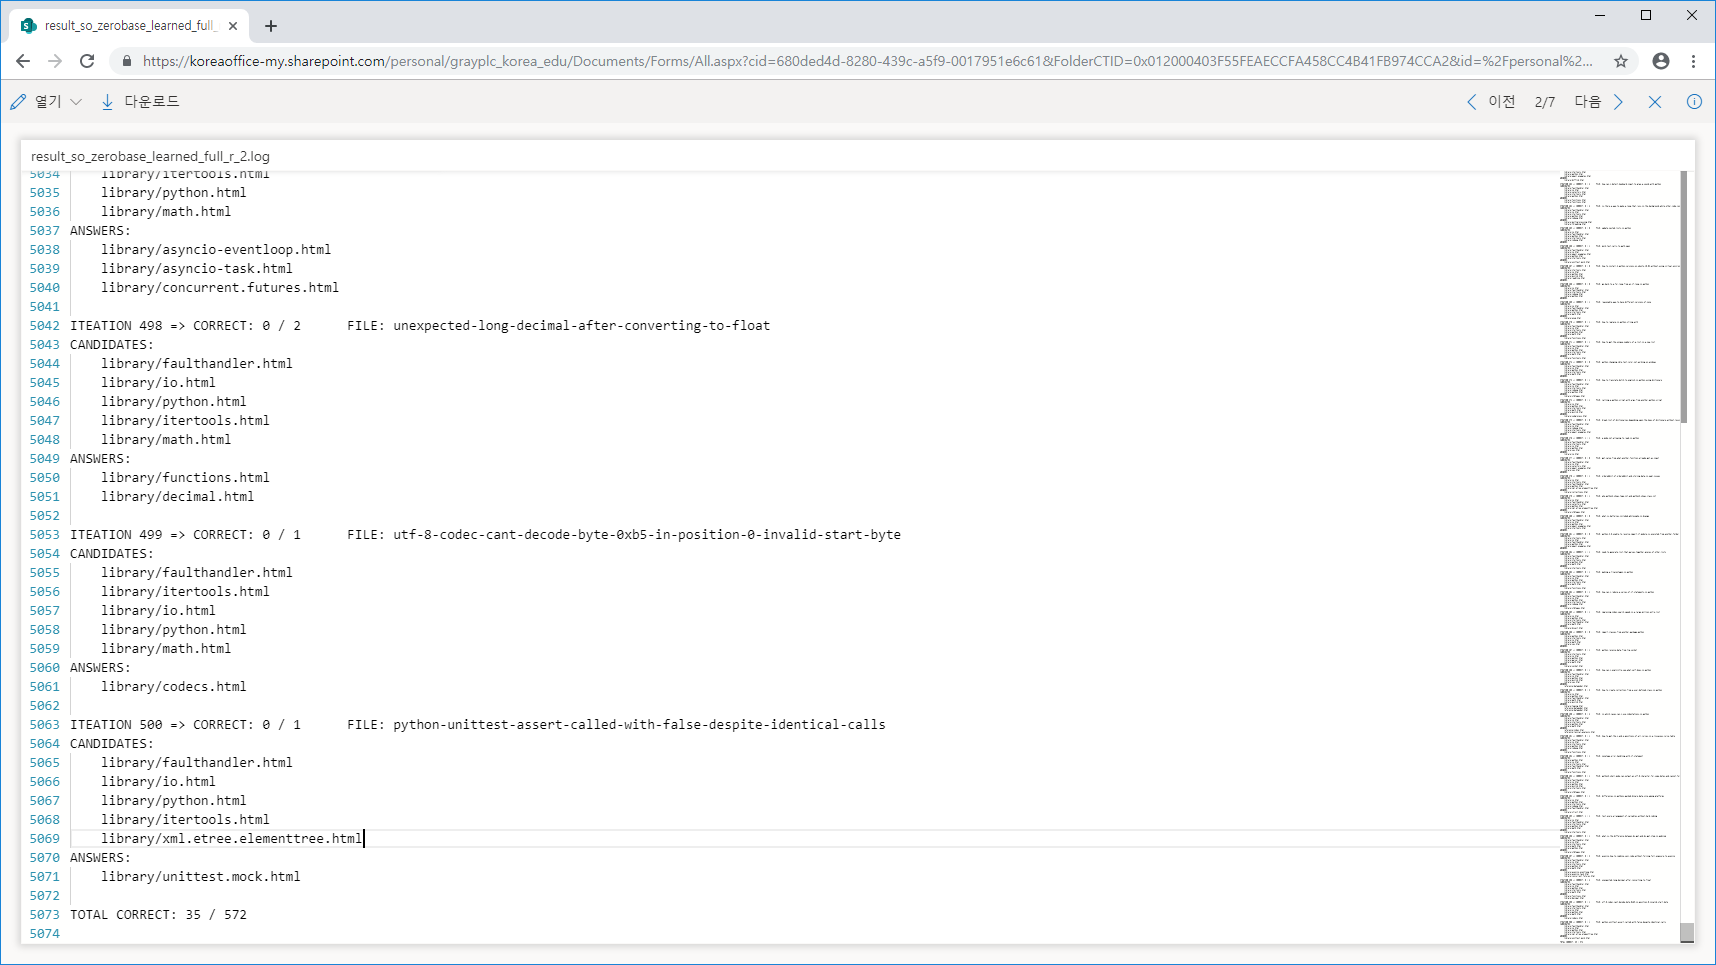 result_so_zerobase_learned_full_
https://koreaoffice-my.sharepoint.com/personal/grayplc_korea_edu/Documents/Forms/All.aspx?cid=680ded4d-8280-439c-a5f9-0017951e6c61&FolderCTID=0x012000403F55FEAECCFA458CC4B41FB974CCA2&id=%2Fpersonal%2...
열기 다운로드 이전 2/7 다음
result_so_zerobase_learned_full_r_2.log
5034 library/itertools.html
5035 library/python.html
5036 library/math.html
5037 ANSWERS:
5038 library/asyncio-eventloop.html
5039 library/asyncio-task.html
5040 library/concurrent.futures.html
5041
5042 ITEATION 498 => CORRECT: 0 / 2 FILE: unexpected-long-decimal-after-converting-to-float
5043 CANDIDATES:
5044 library/faulthandler.html
5045 library/io.html
5046 library/python.html
5047 library/itertools.html
5048 library/math.html
5049 ANSWERS:
5050 library/functions.html
5051 library/decimal.html
5052
5053 ITEATION 499 => CORRECT: 0 / 1 FILE: utf-8-codec-cant-decode-byte-0xb5-in-position-0-invalid-start-byte
5054 CANDIDATES:
5055 library/faulthandler.html
5056 library/itertools.html
5057 library/io.html
5058 library/python.html
5059 library/math.html
5060 ANSWERS:
5061 library/codecs.html
5062
5063 ITEATION 500 => CORRECT: 0 / 1 FILE: python-unittest-assert-called-with-false-despite-identical-calls
5064 CANDIDATES:
5065 library/faulthandler.html
5066 library/io.html
5067 library/python.html
5068 library/itertools.html
5069 library/xml.etree.elementtree.html
5070 ANSWERS:
5071 library/unittest.mock.html
5072
5073 TOTAL CORRECT: 35 / 572
5074